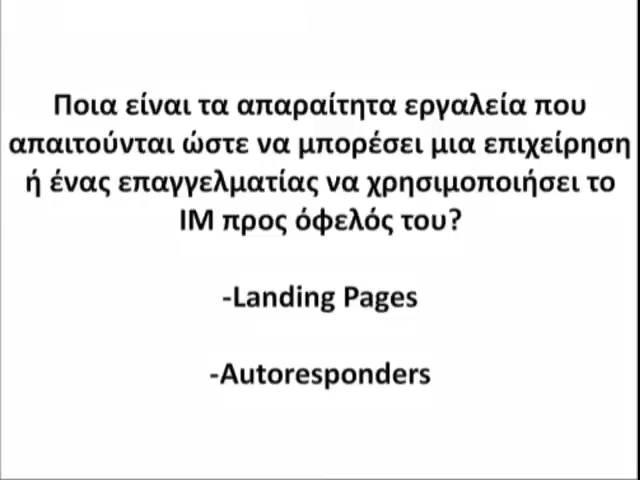 Ποια είναι τα απαραίτητα εργαλεία που
απαιτούνται ώστε να μπορέσει μια επιχείρηση
ή ένας επαγγελματίας να χρησιμοποιήσει το
IM προς όφελός του?
-Landing Pages
-Autoresponders